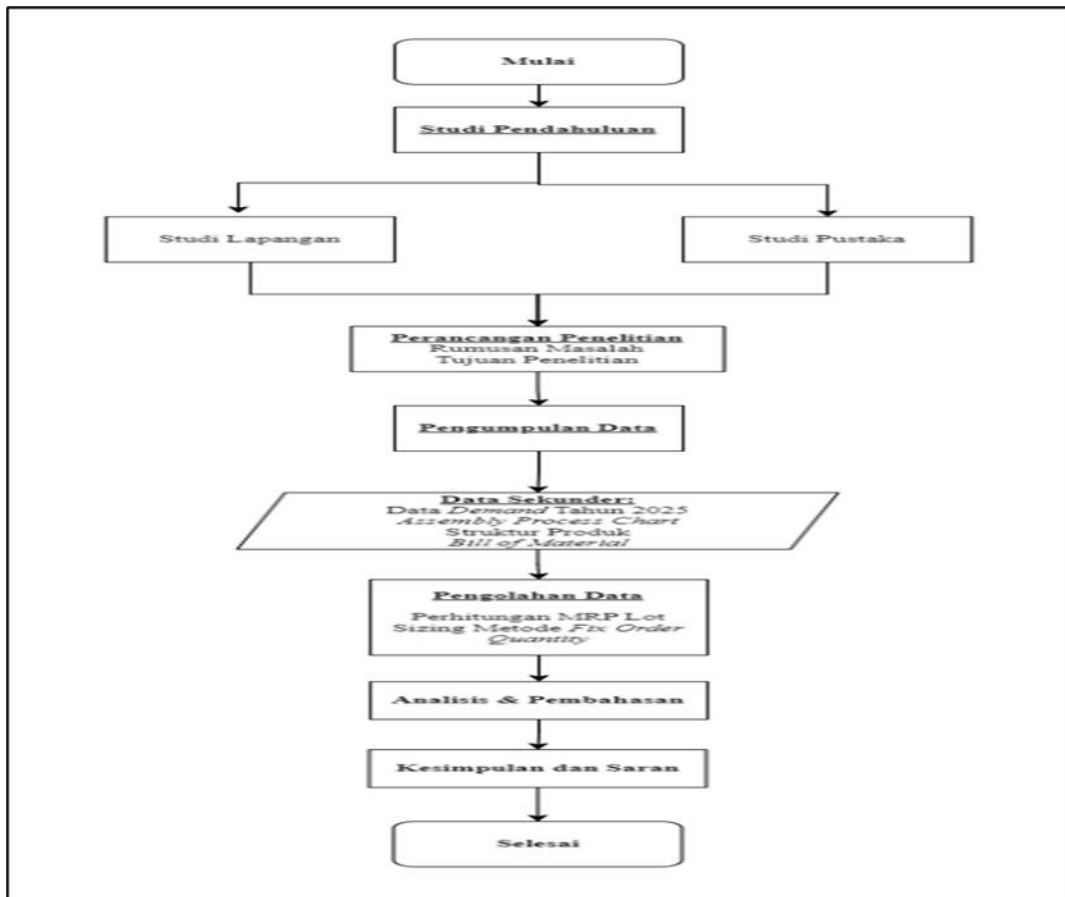 Mulai
Studi Pendahuluan
Studi Lapangan
Studi Pustaka
Perancangan Penelitian
Rumusan Masalah
Tujuan Penelitian
Pengumpulan Data
Data Sekunder:
Data Demand Tahun 2025
Assembly Process Chart
Struktur Produk
Bill of Material
Pengolahan Data
Perhitungan MRP Lot
Sizing Metode Fix Order
Quantity
Analisis & Pembahasan
Kesimpulan dan Saran
Selesai